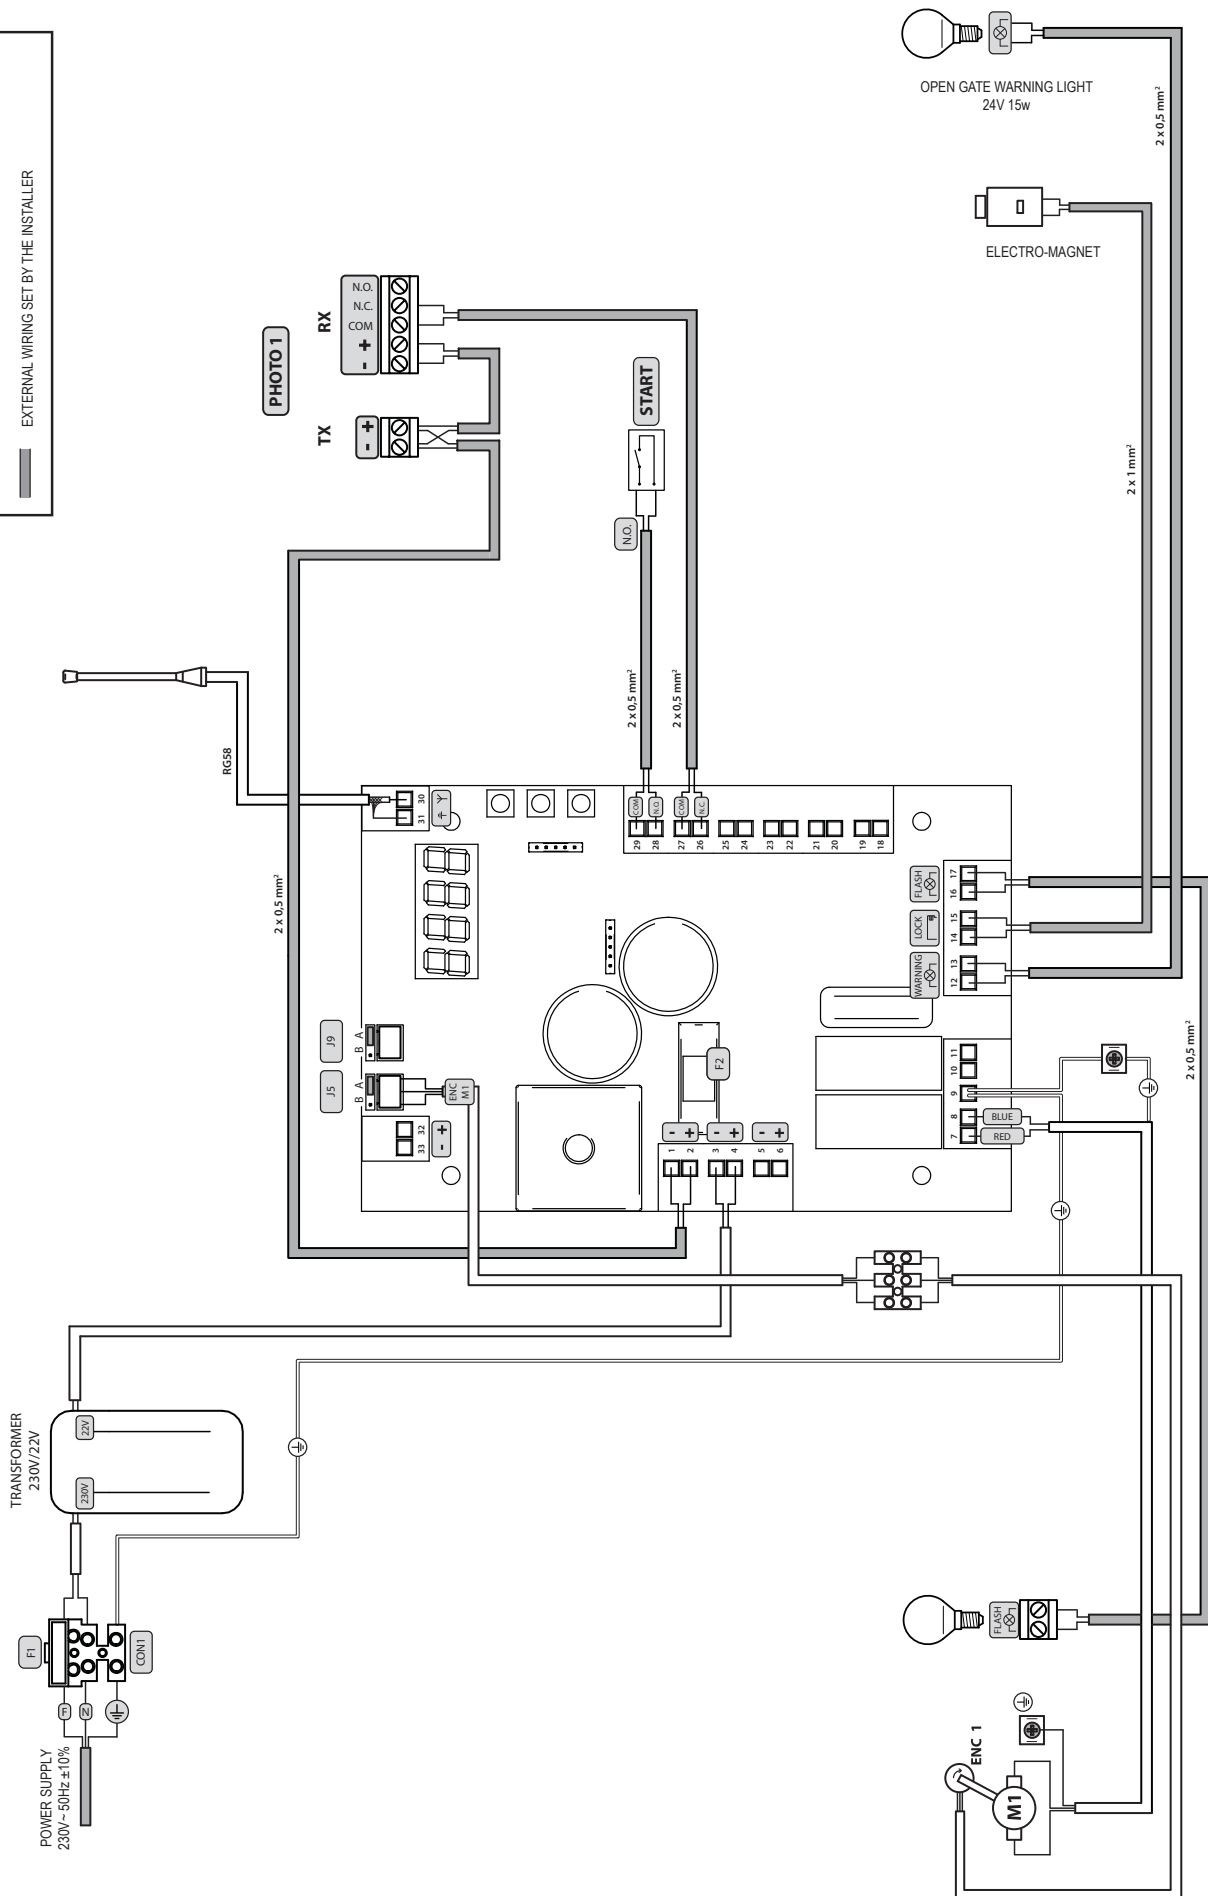 EXTERNAL WIRING SET BY THE INSTALLER
OPEN GATE WARNING LIGHT
24V 15w
2 x 0,5 mm²
ELECTRO-MAGNET
2 x 1 mm²
PHOTO 1
RX
N.O.
N.C.
COM
+
-
TX
- +
START
N.O.
2 x 0,5 mm²
2 x 0,5 mm²
RG58
2 x 0,5 mm²
31 30
COM
N.O.
COM
N.C.
29
28
27
26
25
24
23
22
21
20
19
18
J9
B A
J5
B A
ENC
M1
33 32
- +
F2
- +
- +
- +
1
2
3
4
5
6
FLASH
16 17
LOCK
14 15
WARNING
12 13
10 11
9
7 8
BLUE
RED
2 x 0,5 mm²
TRANSFORMER
230V/22V
22V
230V
F1
CON1
F
N
POWER SUPPLY
230V~ 50Hz ±10%
FLASH
ENC 1
M1